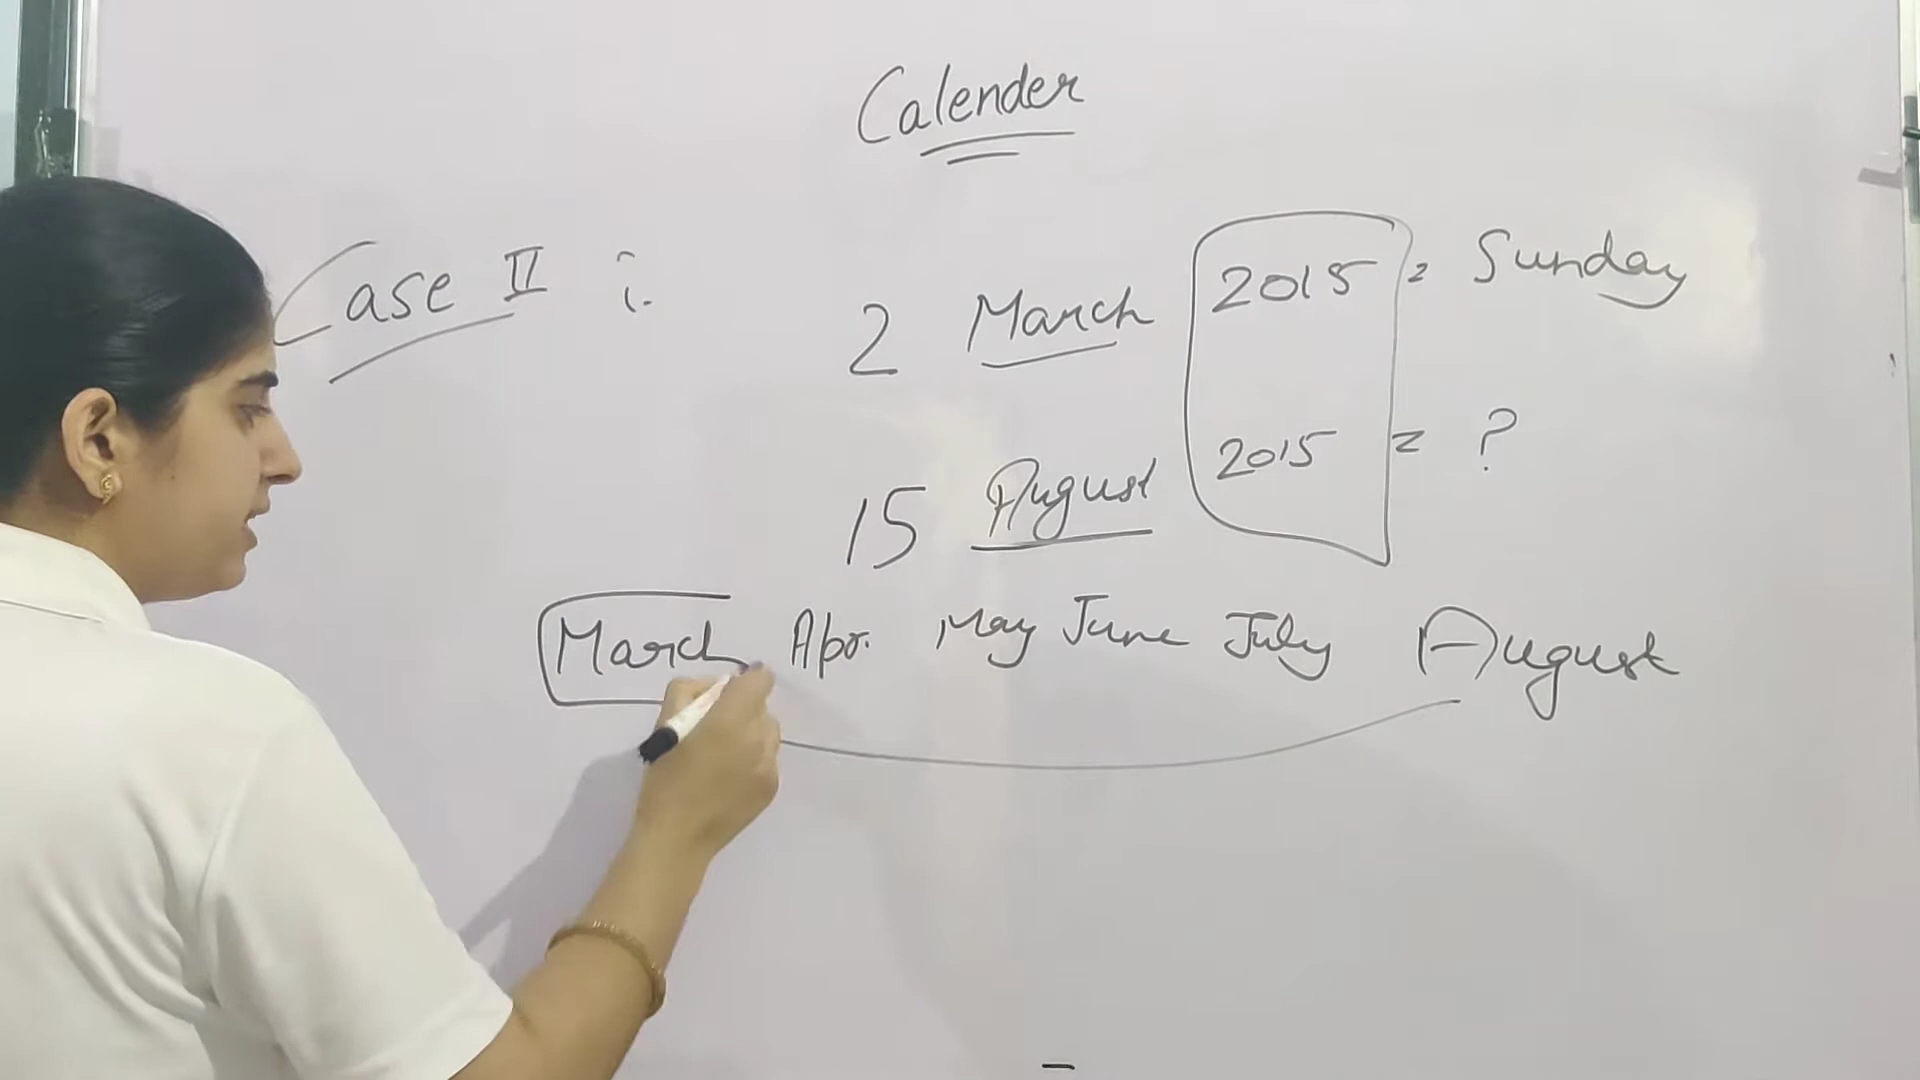 Calender
Case II :
2 March 2015 = Sunday
15 August 2015 = ?
March Apr. May June July August